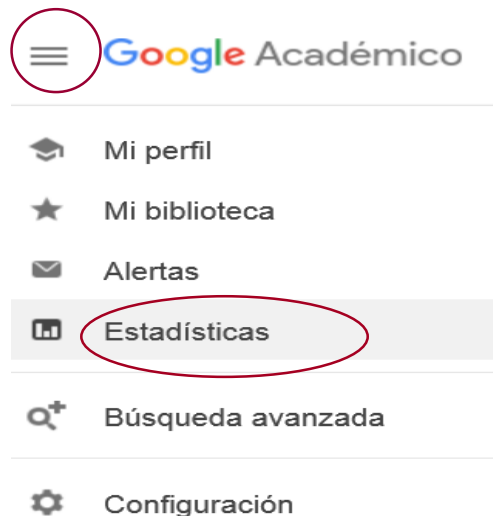 Google Académico
Mi perfil
Mi biblioteca
Alertas
Estadísticas
Búsqueda avanzada
Configuración